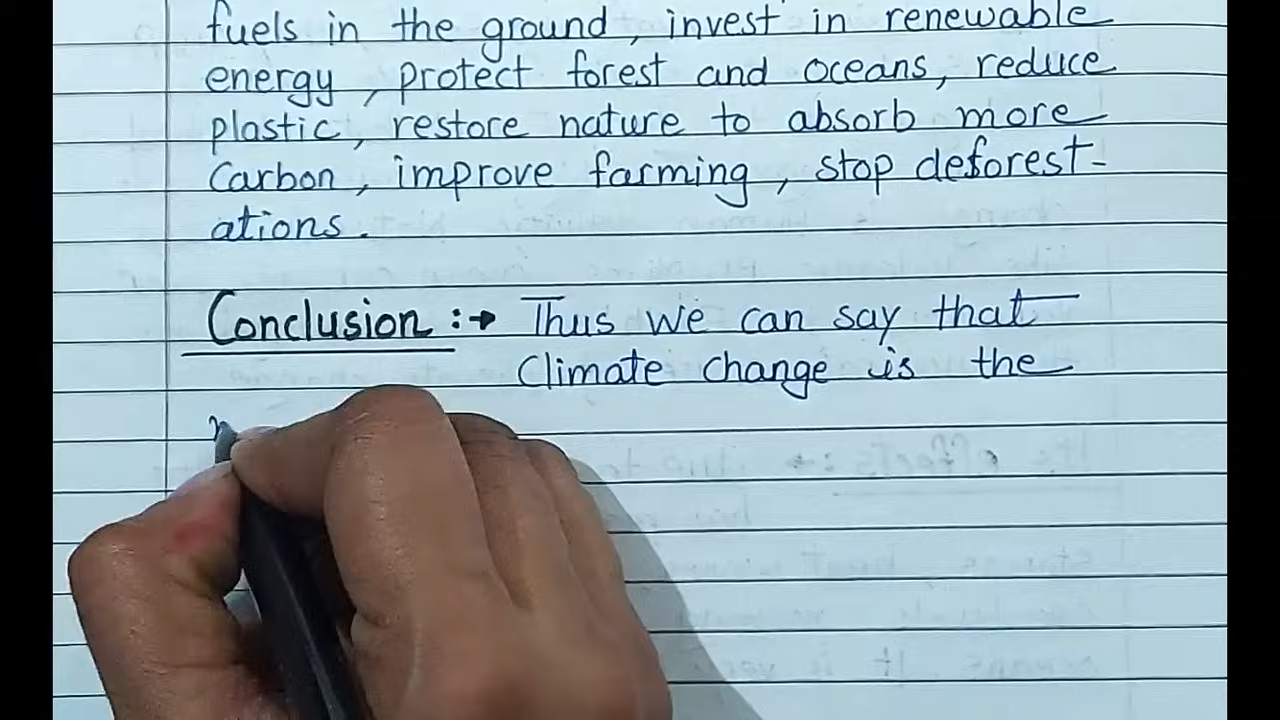 fuels in the ground, invest in renewable
energy, protect forest and oceans, reduce
plastic, restore nature to absorb more
Carbon, improve farming, stop deforest-
ations.
Conclusion :→ Thus we can say that
Climate change is the